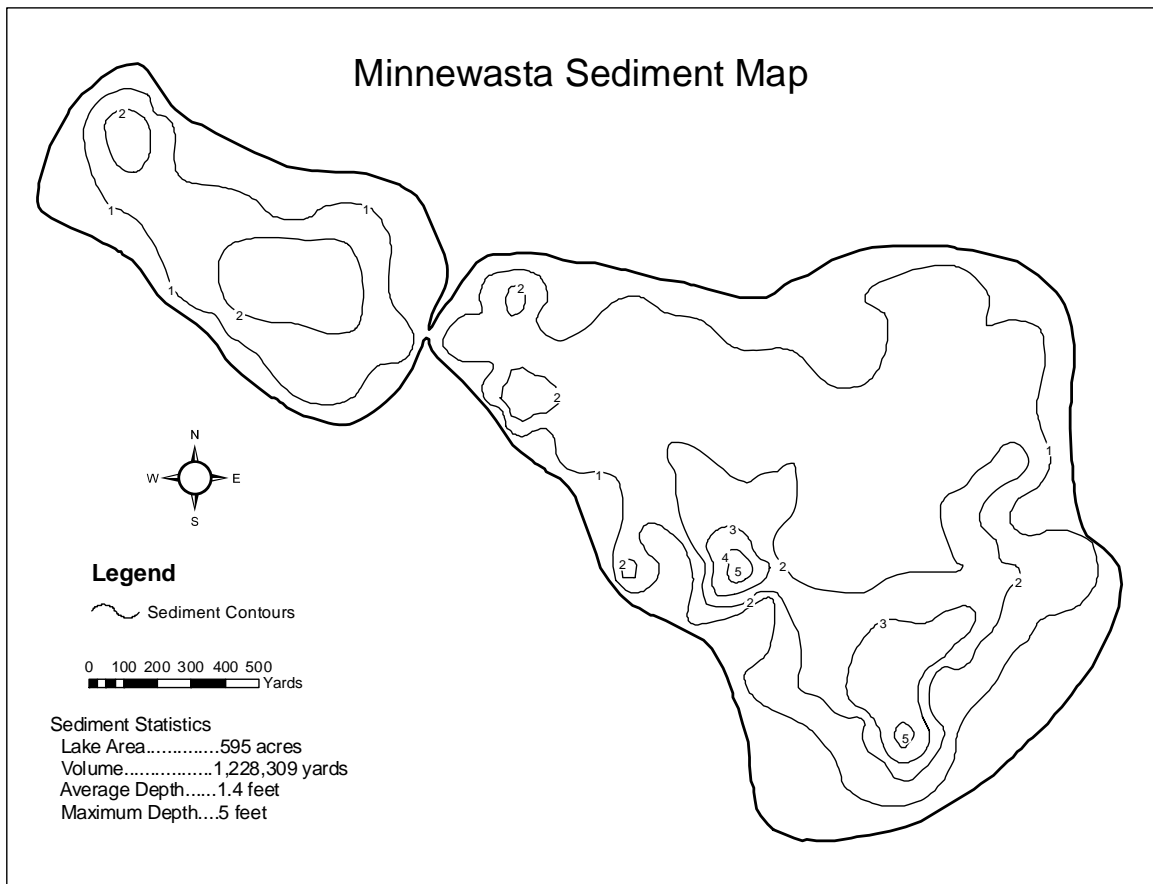 Minnewasta Sediment Map
2
1
1
1
2
2
2
1
1
2
3
4
5
2
2
2
3
5
N
W E
S
Legend
Sediment Contours
0 100 200 300 400 500
Yards
Sediment Statistics
Lake Area.............595 acres
Volume................1,228,309 yards
Average Depth......1.4 feet
Maximum Depth....5 feet